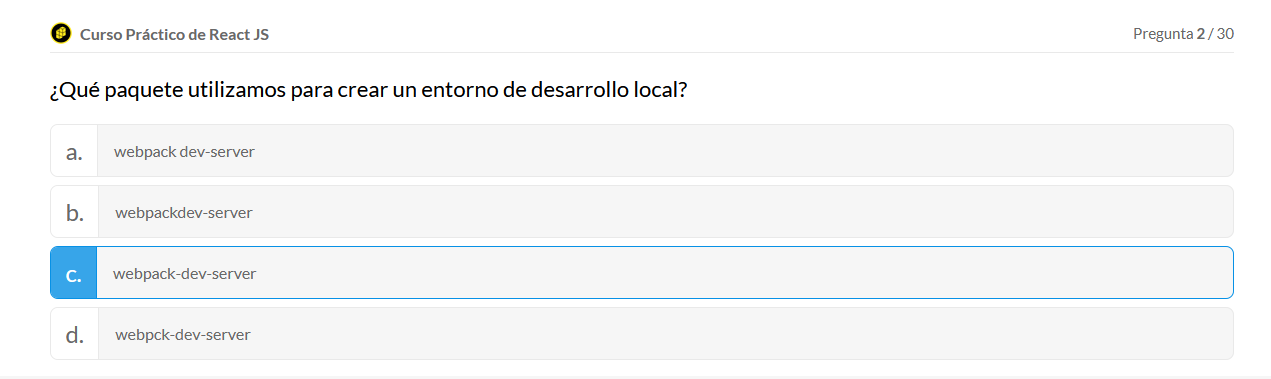 Curso Práctico de React JS
Pregunta 2 / 30
¿Qué paquete utilizamos para crear un entorno de desarrollo local?
a. webpack dev-server
b. webpackdev-server
c. webpack-dev-server
d. webpck-dev-server